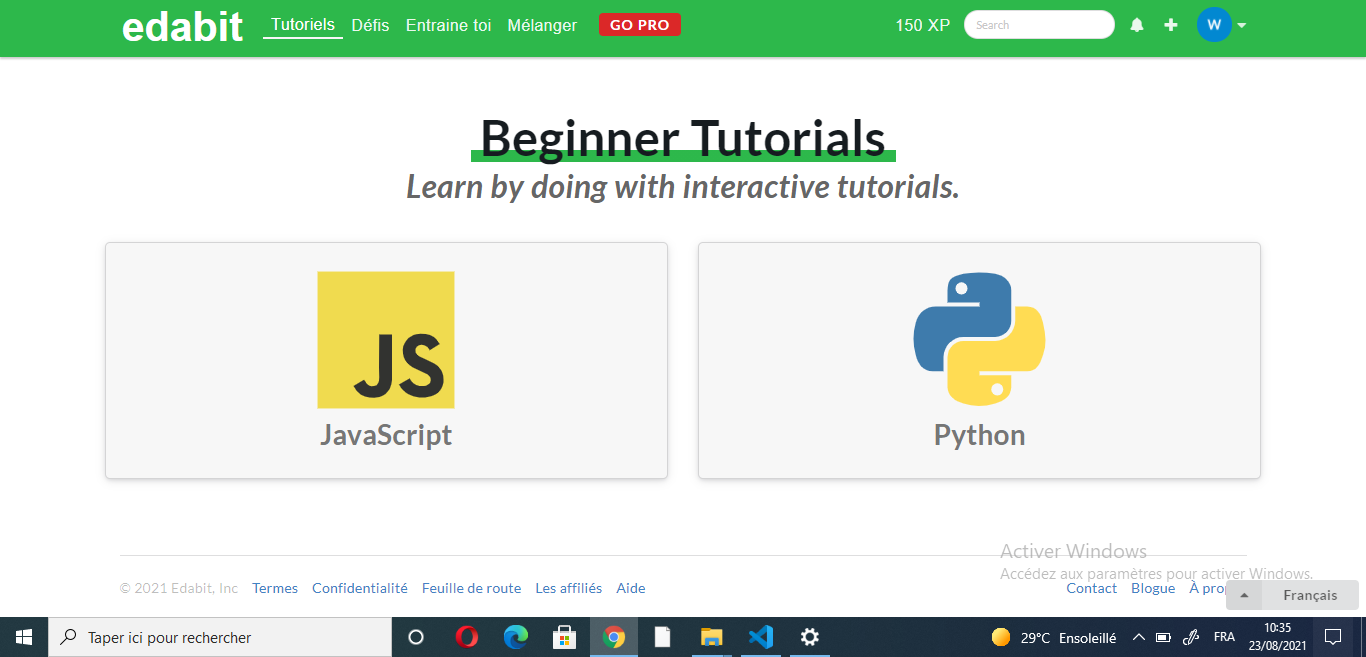 edabit Tutoriels Défis Entraine toi Mélanger GO PRO 150 XP Search W
Beginner Tutorials
Learn by doing with interactive tutorials.
JS
JavaScript
Python
Activer Windows
Accédez aux paramètres pour activer Windows.
© 2021 Edabit, Inc Termes Confidentialité Feuille de route Les affiliés Aide Contact Blogue À
Français
Taper ici pour rechercher
29°C Ensoleillé
FRA
10:35
23/08/2021